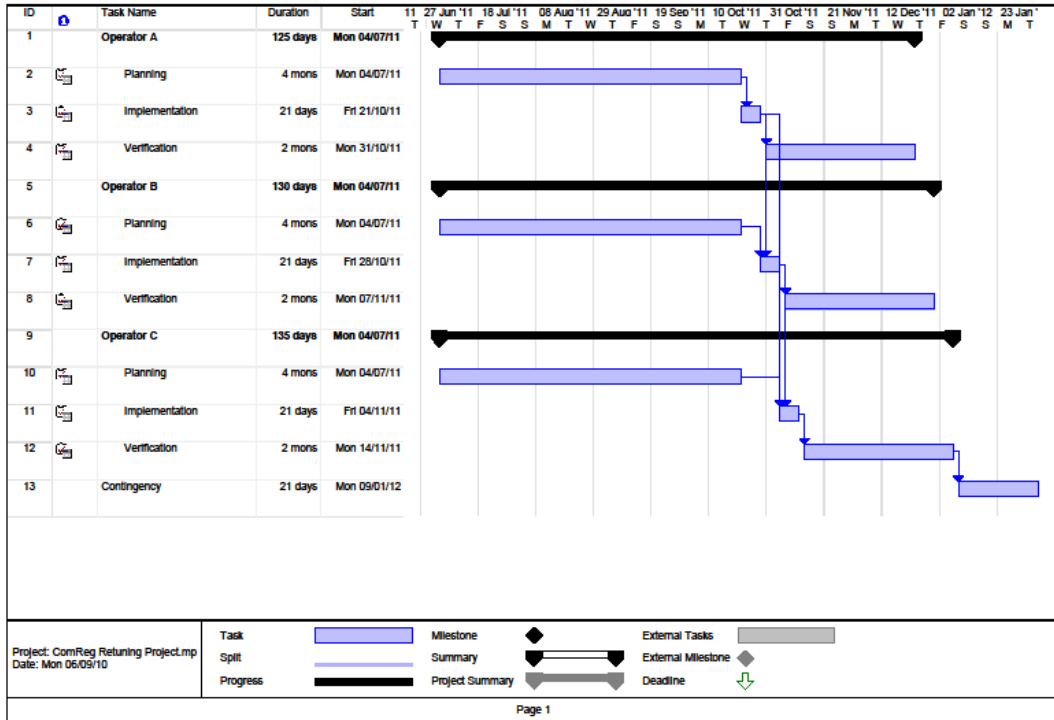 ID Task Name Duration Start 11 27 Jun '11 18 Jul '11 08 Aug '11 29 Aug '11 19 Sep '11 10 Oct '11 31 Oct '11 21 Nov '11 12 Dec '11 02 Jan '12 23 Jan '
T W T F S S M T W T F S S M T W T F S S M T W T F S S M T
1 Operator A 125 days Mon 04/07/11
2 Planning 4 mons Mon 04/07/11
3 Implementation 21 days Fri 21/10/11
4 Verification 2 mons Mon 31/10/11
5 Operator B 130 days Mon 04/07/11
6 Planning 4 mons Mon 04/07/11
7 Implementation 21 days Fri 28/10/11
8 Verification 2 mons Mon 07/11/11
9 Operator C 135 days Mon 04/07/11
10 Planning 4 mons Mon 04/07/11
11 Implementation 21 days Fri 04/11/11
12 Verification 2 mons Mon 14/11/11
13 Contingency 21 days Mon 09/01/12
Project: ComReg Retuning Project.mp
Date: Mon 06/09/10
Task Milestone External Tasks
Split Summary External Milestone
Progress Project Summary Deadline
Page 1